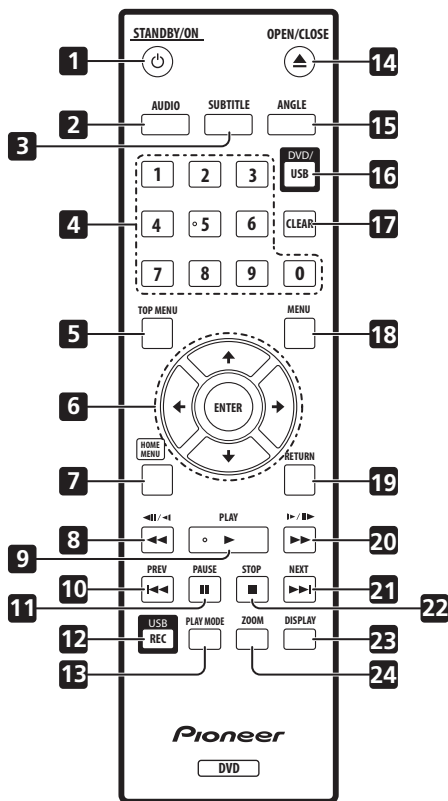 STANDBY/ON OPEN/CLOSE
1 14
AUDIO SUBTITLE ANGLE
2 15
3
DVD/
USB 16
1 2 3
4 4 5 6 CLEAR 17
7 8 9 0
TOP MENU MENU
5 18
6 ENTER
HOME
MENU RETURN
7 19
PLAY
8 20
9
PREV PAUSE STOP NEXT
10 21
11 22
USB
12 REC PLAY MODE ZOOM DISPLAY 23
13 24
Pioneer
DVD